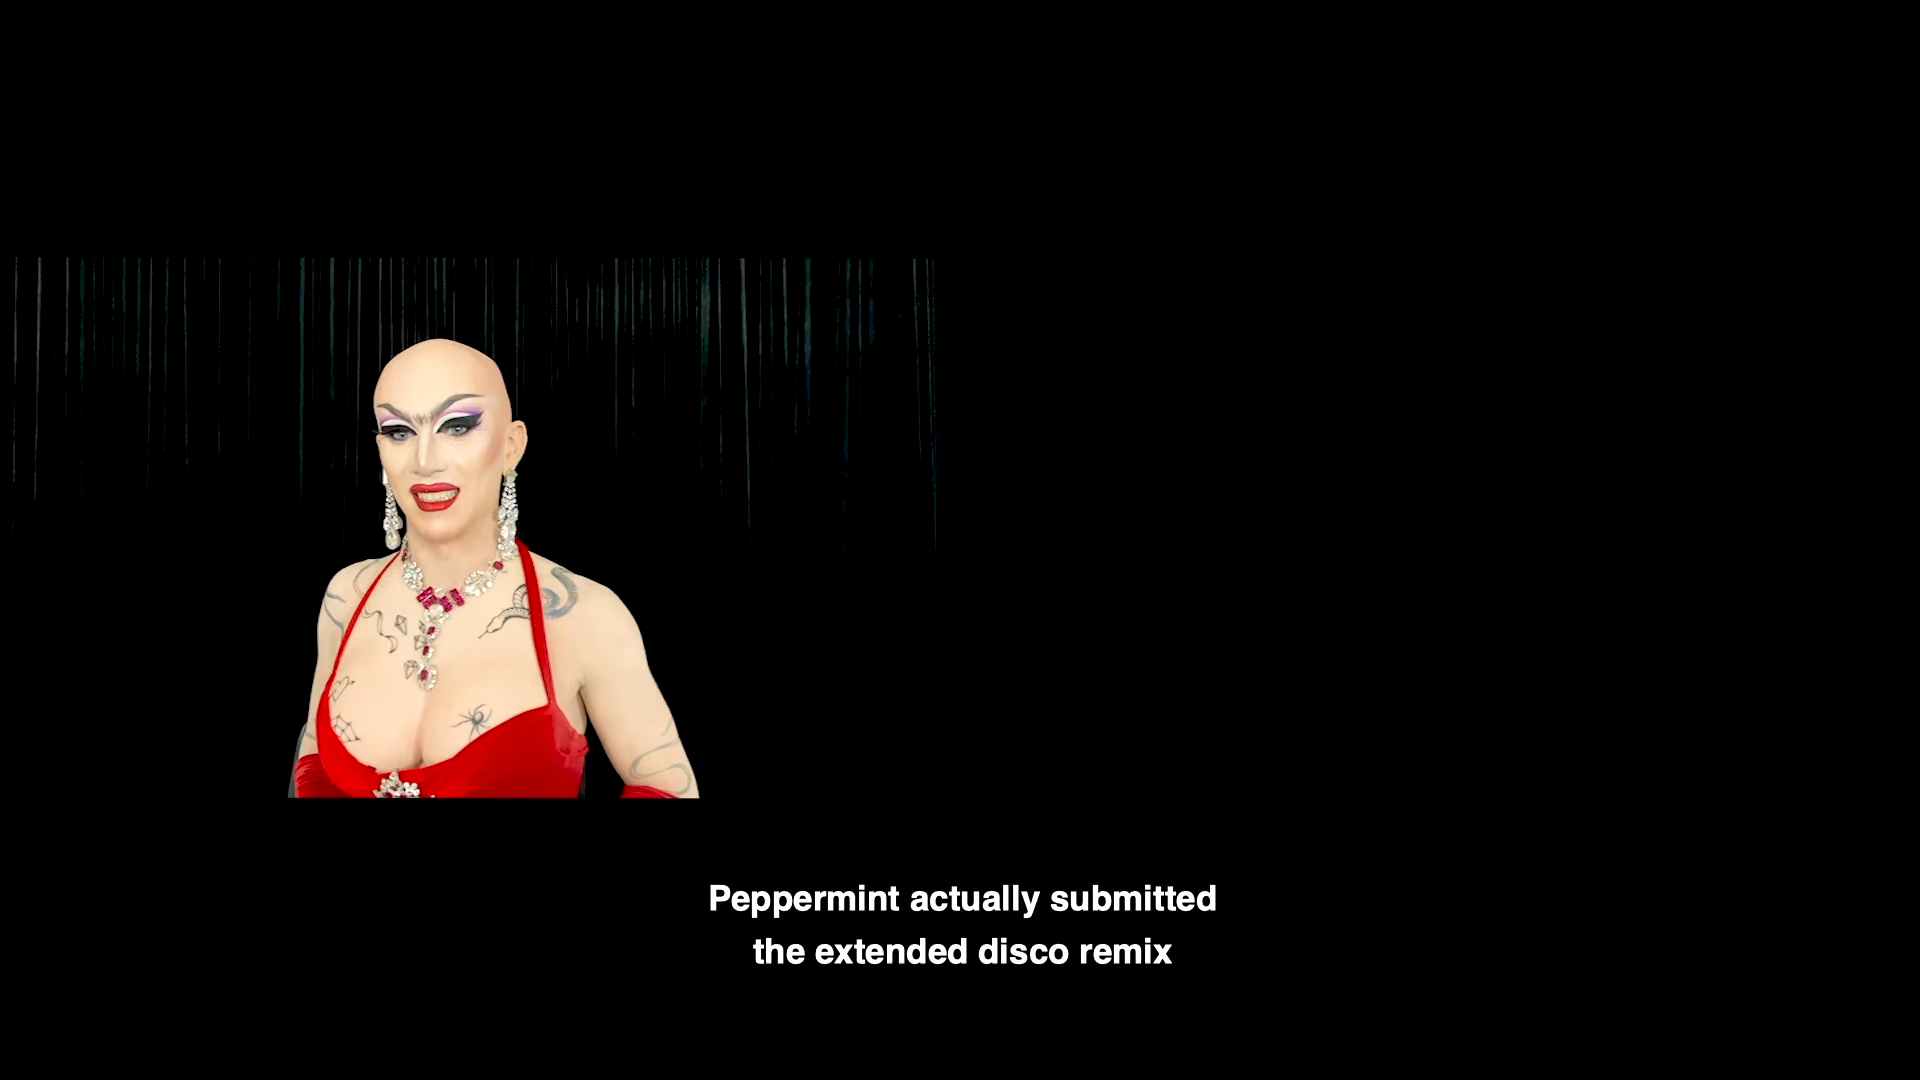 Peppermint actually submitted
the extended disco remix